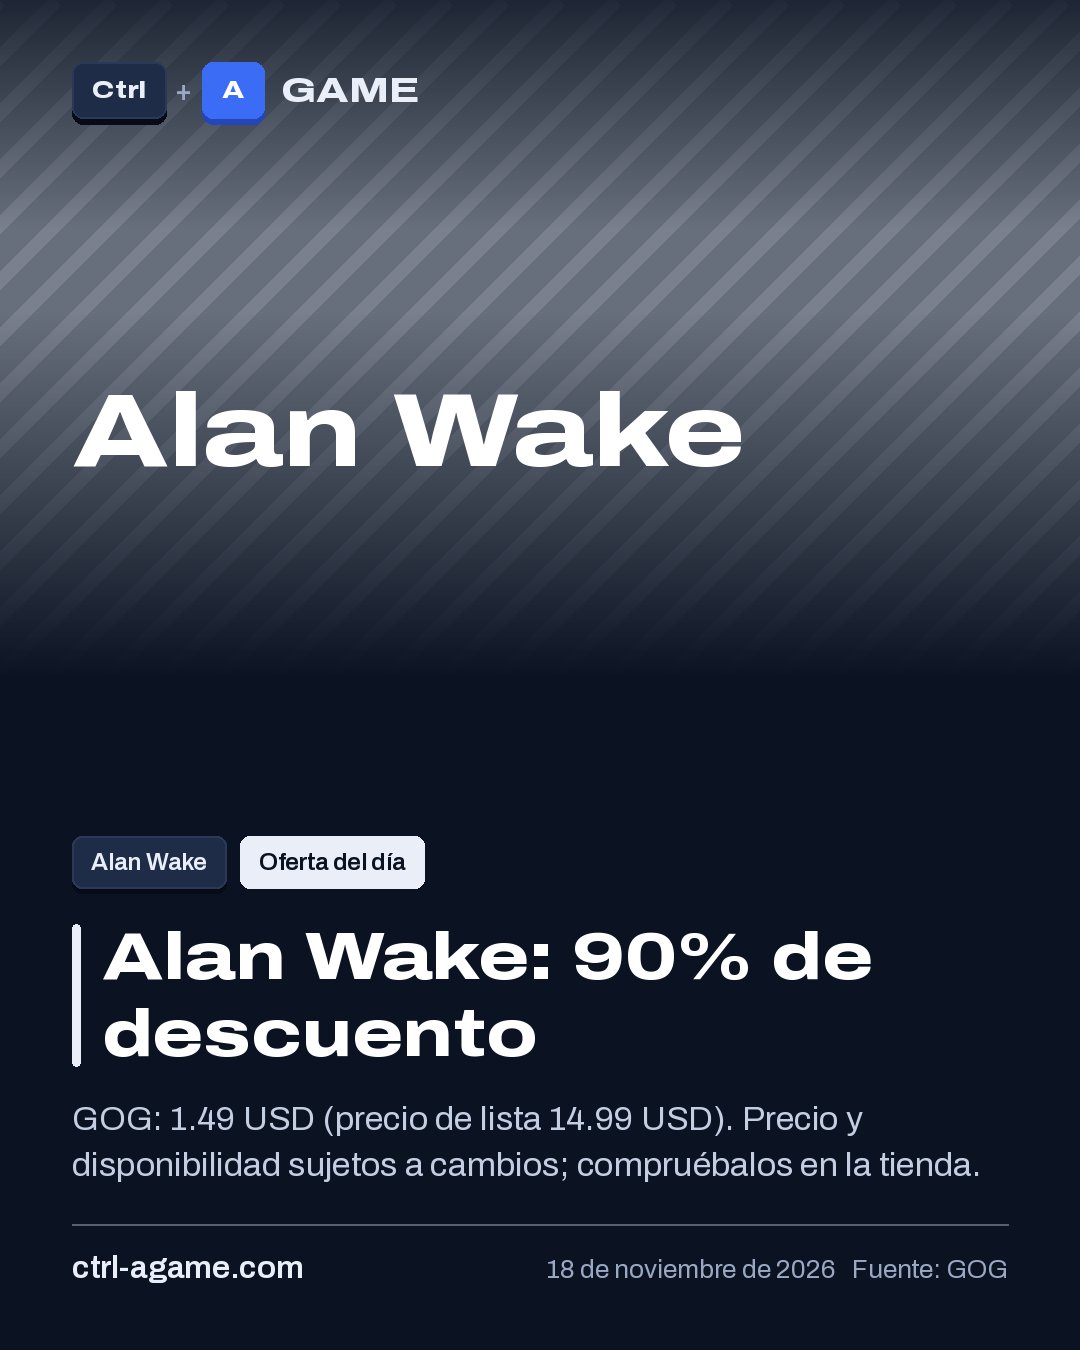 Ctrl + A GAME
Alan Wake
Alan Wake Oferta del día
Alan Wake: 90% de
descuento
GOG: 1.49 USD (precio de lista 14.99 USD). Precio y
disponibilidad sujetos a cambios; compruébalos en la tienda.
ctrl-agame.com 18 de noviembre de 2026 Fuente: GOG